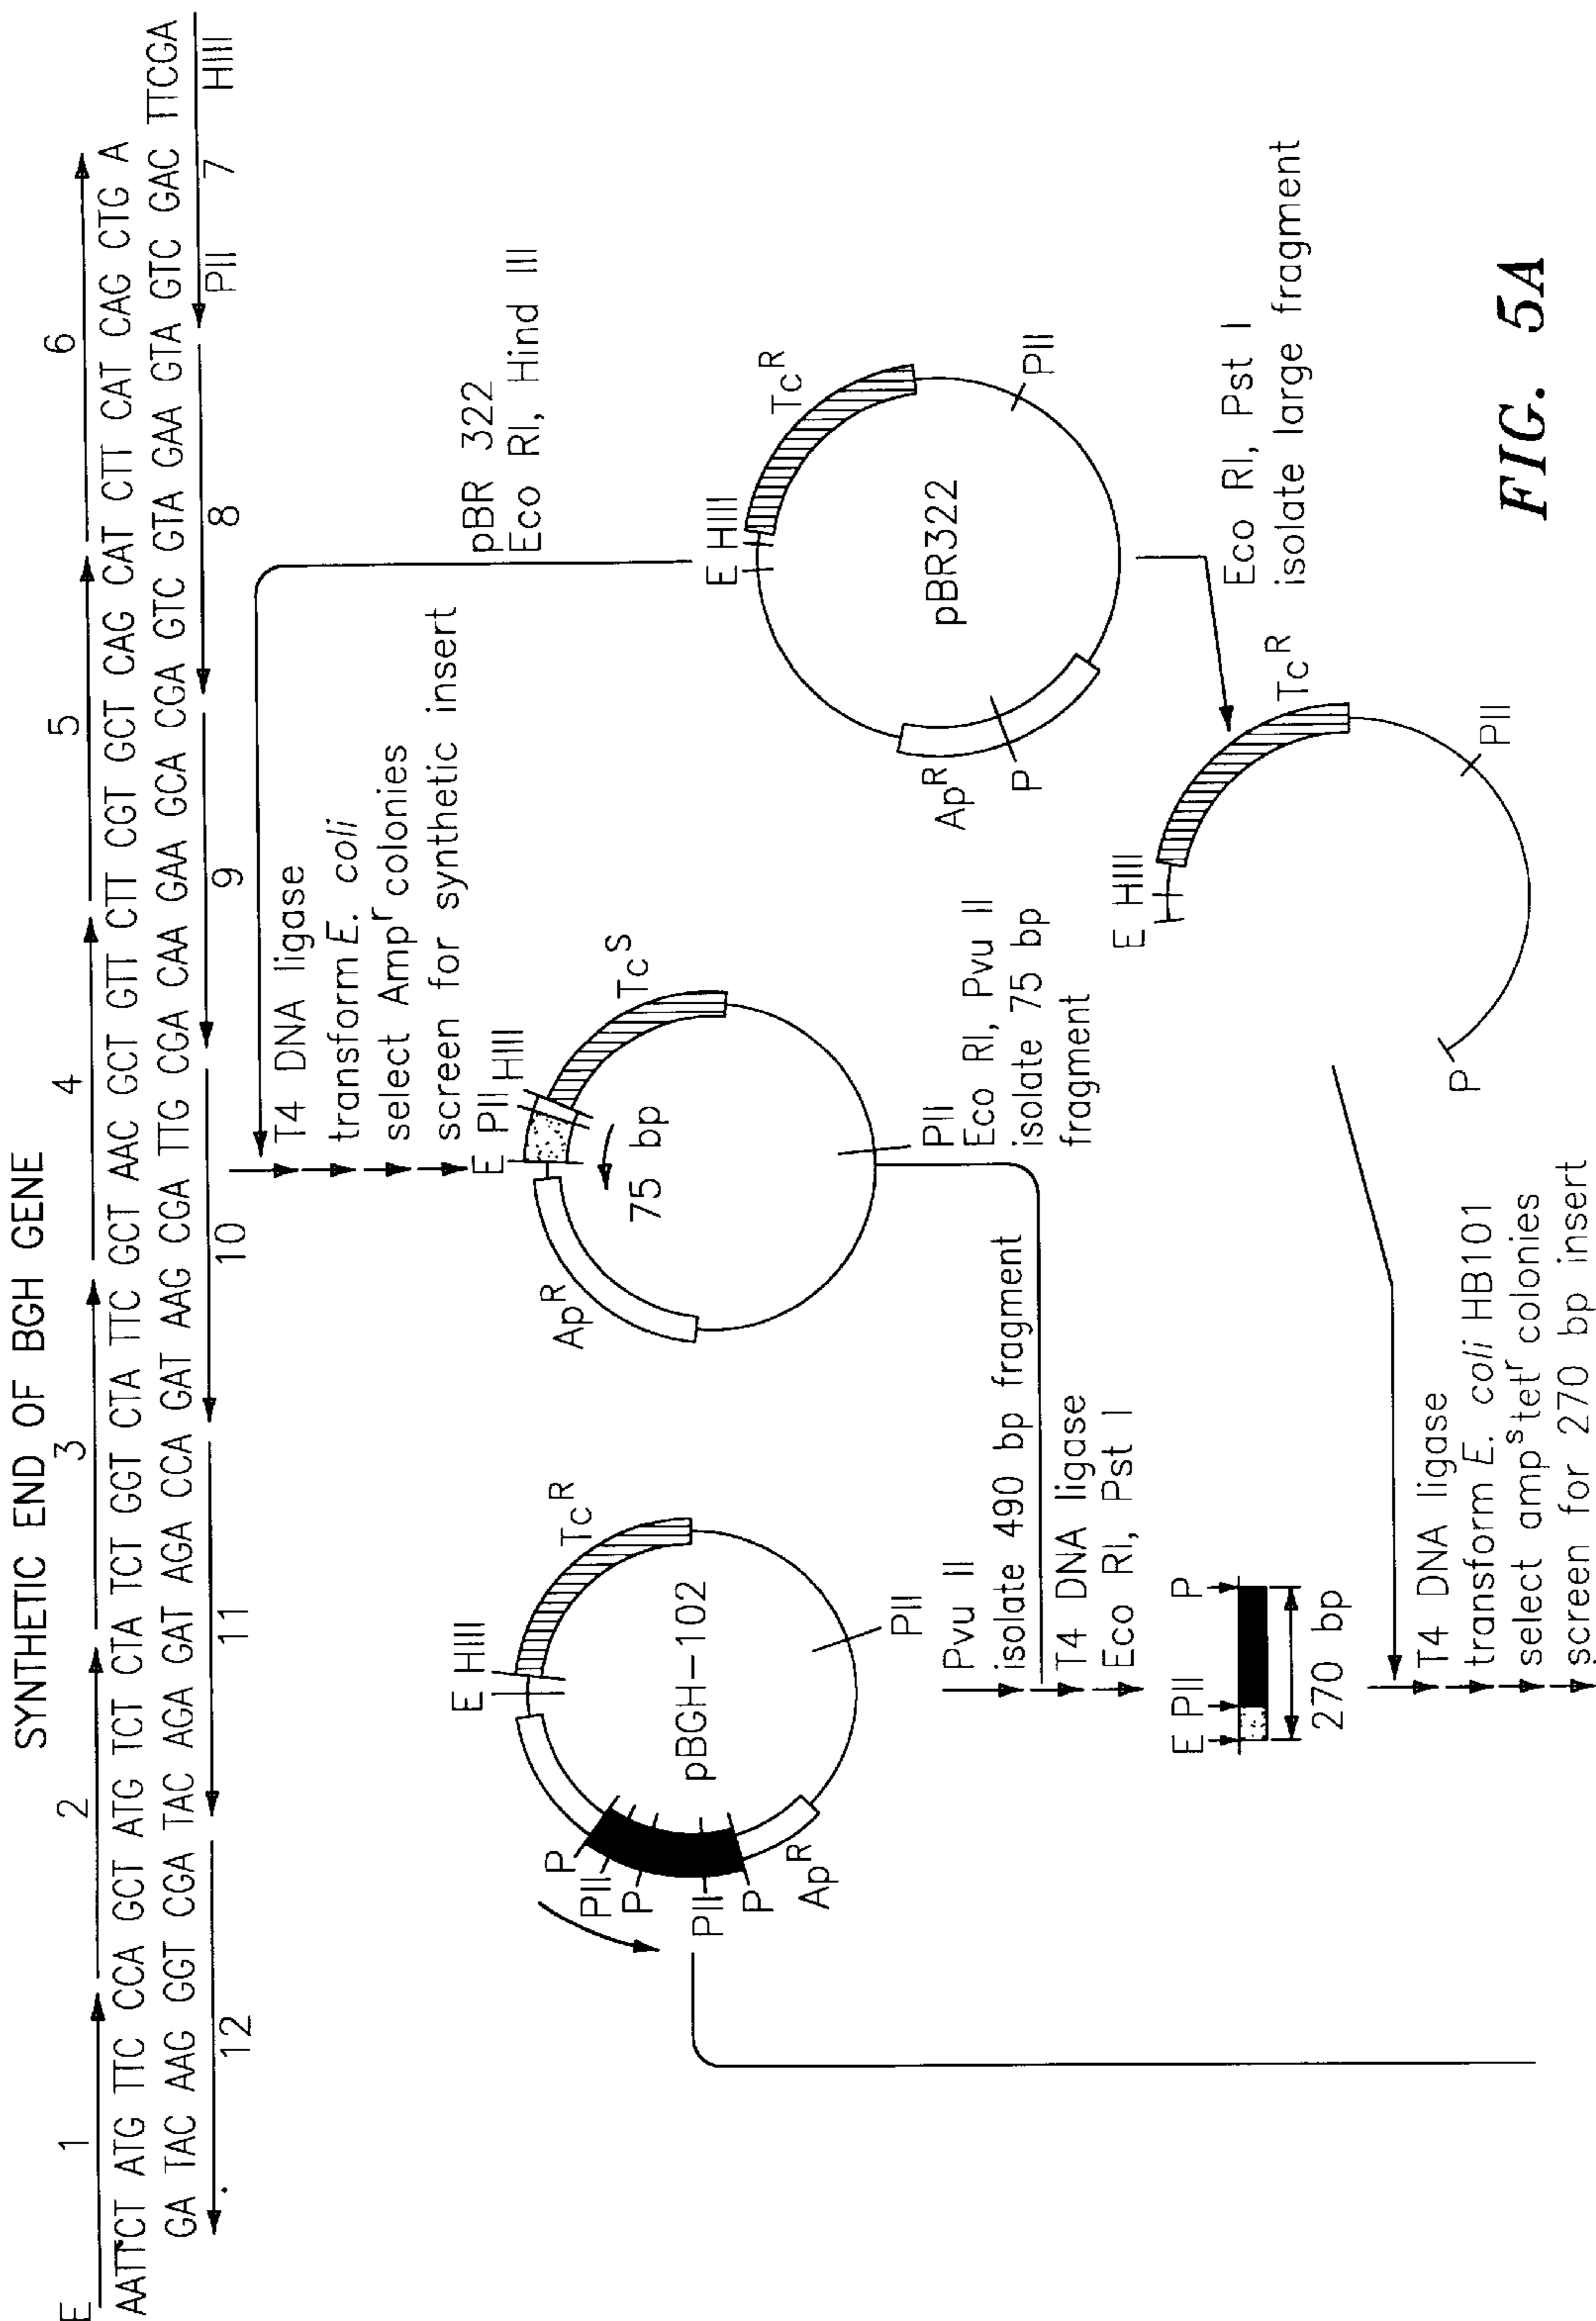 SYNTHETIC END OF BGH GENE
E 1 2 3 4 5 6
AATTCT ATG TTC CCA GCT ATG TCT CTA TCT GGT CTA TTC GCT AAC GCT GTT CTT CGT GCT CAG CAT CTT CAT CAG CTG A
GA TAC AAG GGT CGA TAC AGA GAT AGA CCA GAT AAG CGA TTG CGA CAA GAA GCA CGA GTC GTA GAA GTA GTC GAC TTCGA
12 11 10 9 8 PII 7 HIII
pBR 322
Eco RI, Hind III
T4 DNA ligase
transform E. coli
select Amp^r colonies
screen for synthetic insert
E HIII
Tc^R
P
PII
P
PII
P
Ap^R
PII
pBGH-102
E PII HIII
Tc^S
Ap^R
75 bp
PII
E HIII
Tc^R
Ap^R
P
PII
pBR322
Pvu II
isolate 490 bp fragment
T4 DNA ligase
Eco RI, Pst I
Eco RI, Pvu II
isolate 75 bp
fragment
Eco RI, Pst I
isolate large fragment
E PII P
270 bp
E HIII
Tc^R
PII
P
T4 DNA ligase
transform E. coli HB101
select amp^s tet^r colonies
screen for 270 bp insert
FIG. 5A